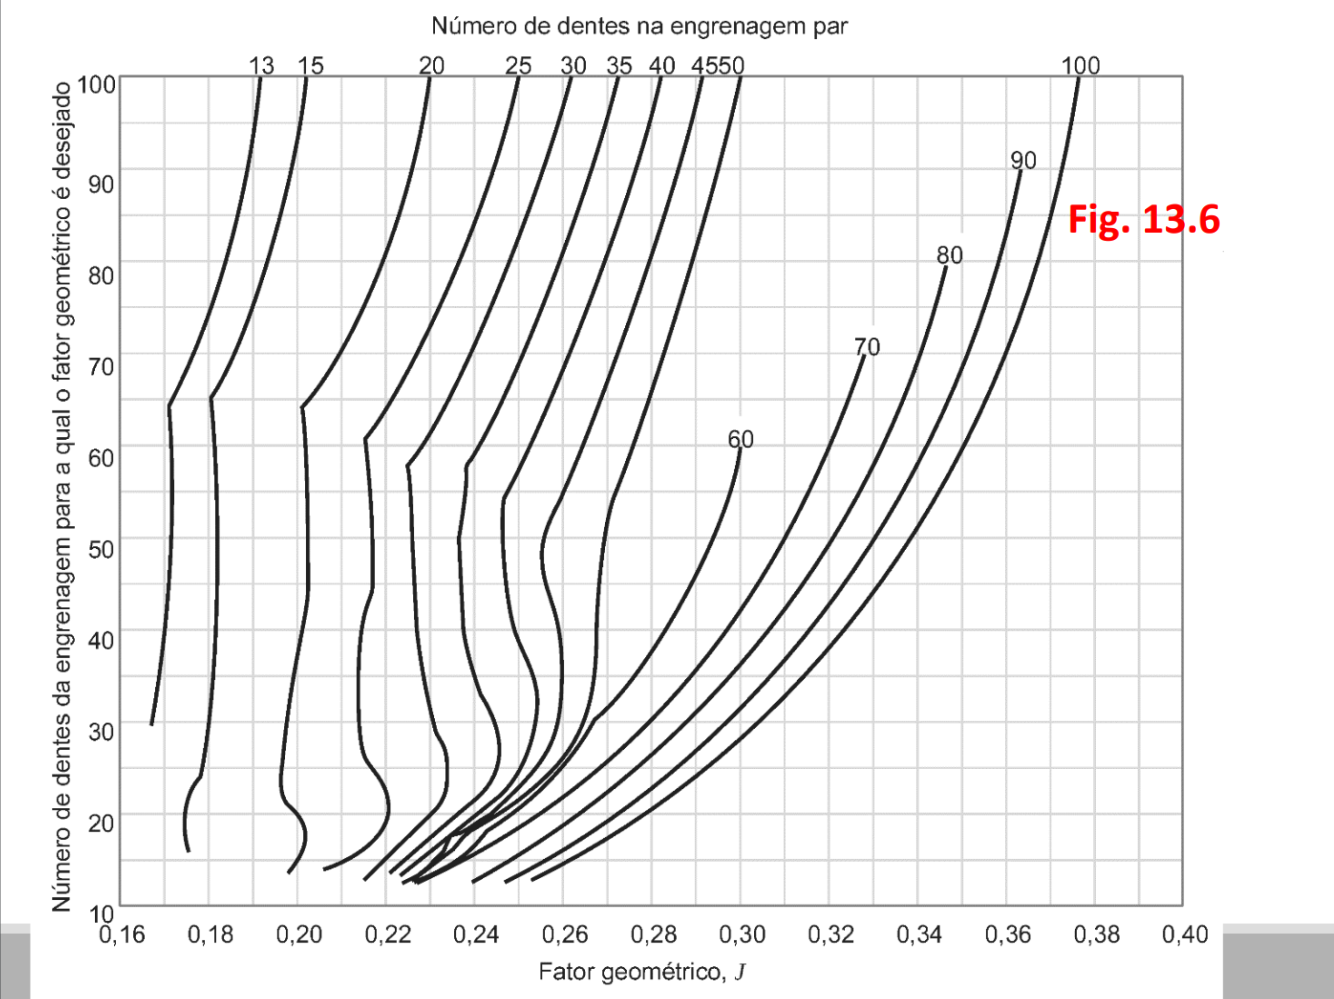 Número de dentes na engrenagem par
13 15 20 25 30 35 40 45 50 100
Número de dentes da engrenagem para a qual o fator geométrico é desejado
100
90
80
70
60
50
40
30
20
10
90
Fig. 13.6
80
70
60
0,16 0,18 0,20 0,22 0,24 0,26 0,28 0,30 0,32 0,34 0,36 0,38 0,40
Fator geométrico, J